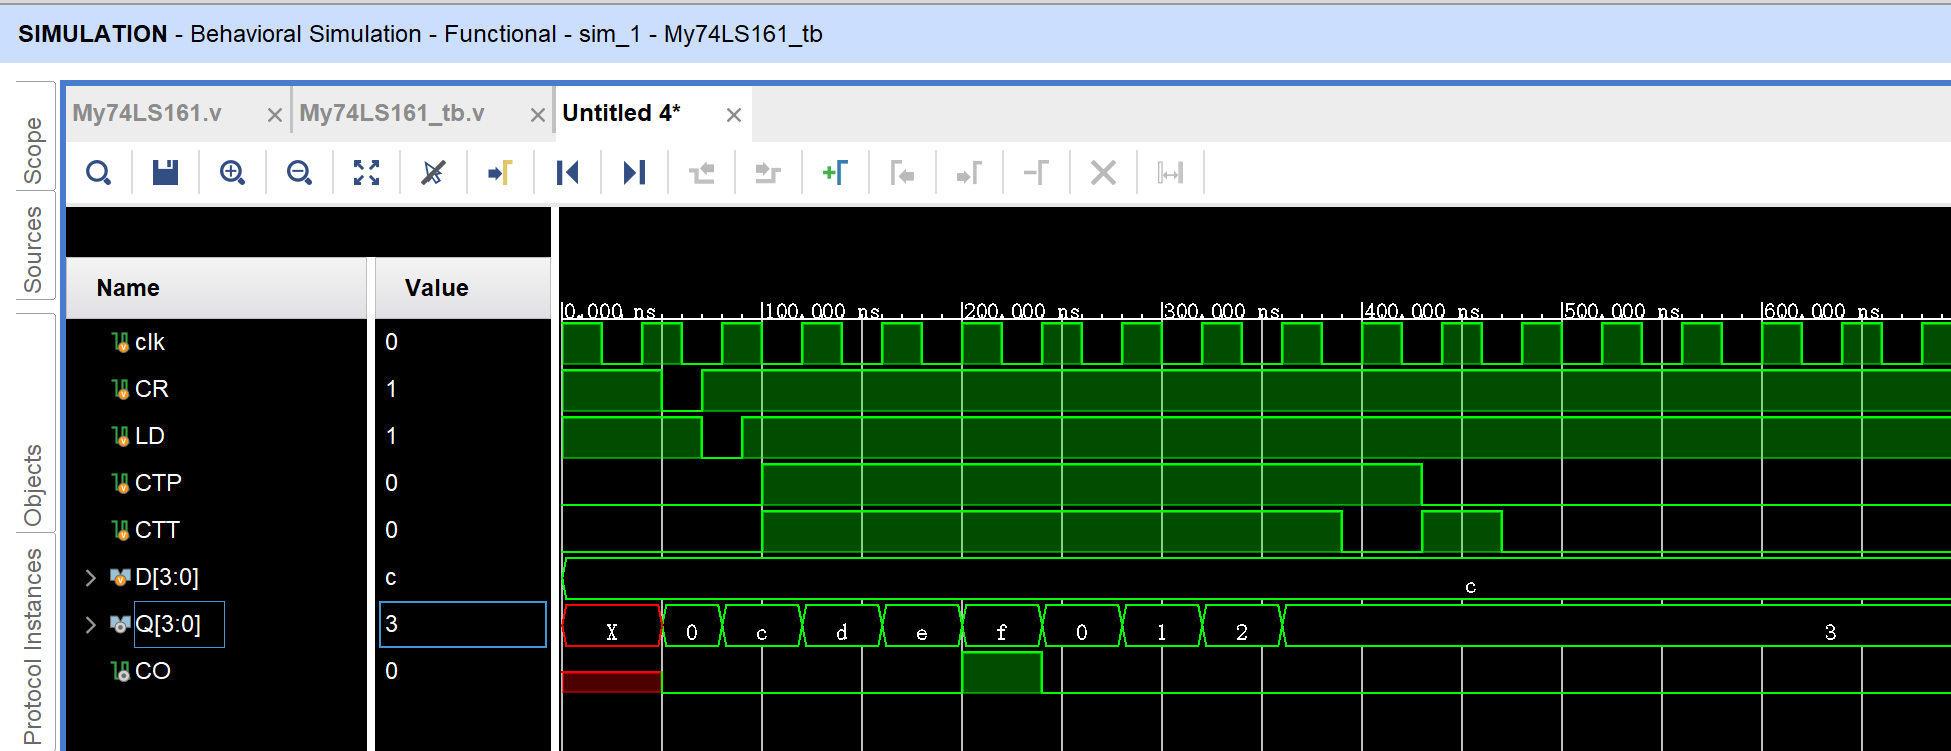 SIMULATION - Behavioral Simulation - Functional - sim_1 - My74LS161_tb
Scope
Sources
Objects
Protocol Instances
My74LS161.v
My74LS161_tb.v
Untitled 4*
Name Value
0.000 ns 100.000 ns 200.000 ns 300.000 ns 400.000 ns 500.000 ns 600.000 ns
clk 0
CR 1
LD 1
CTP 0
CTT 0
D[3:0] c c
Q[3:0] 3 X 0 c d e f 0 1 2 3
CO 0